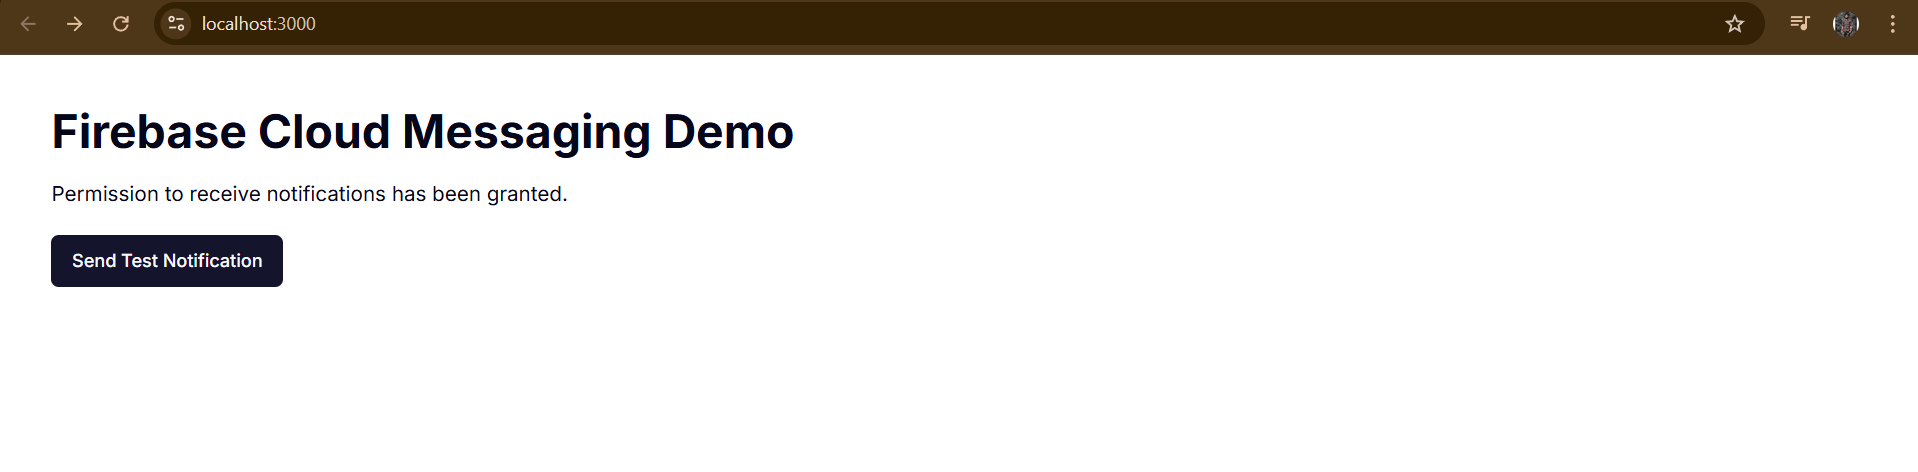 localhost:3000
Firebase Cloud Messaging Demo
Permission to receive notifications has been granted.
Send Test Notification